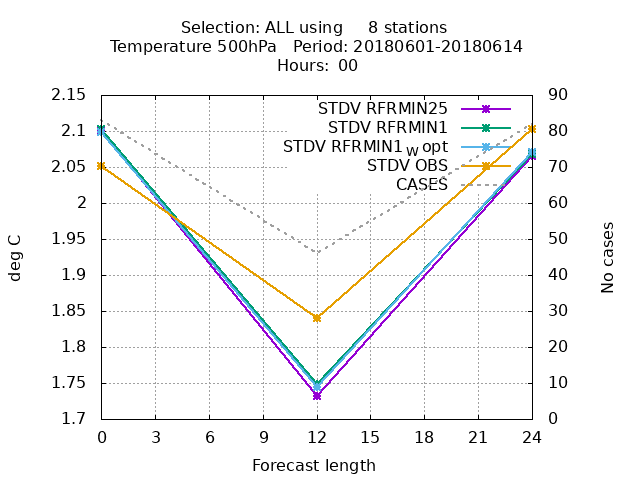 Selection: ALL using     8 stations
Temperature 500hPa   Period: 20180601-20180614
Hours: 00
2.15
2.1
2.05
2
1.95
1.9
1.85
1.8
1.75
1.7
deg C
STDV RFRMIN25
STDV RFRMIN1
STDV RFRMIN1_W opt
STDV OBS
CASES
90
80
70
60
50
40
30
20
10
0
No cases
0 3 6 9 12 15 18 21 24
Forecast length